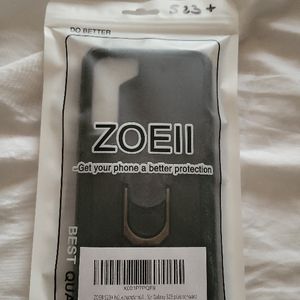 S23+
DO BETTER
ZOEII
-Get your phone a better protection
BEST QUA